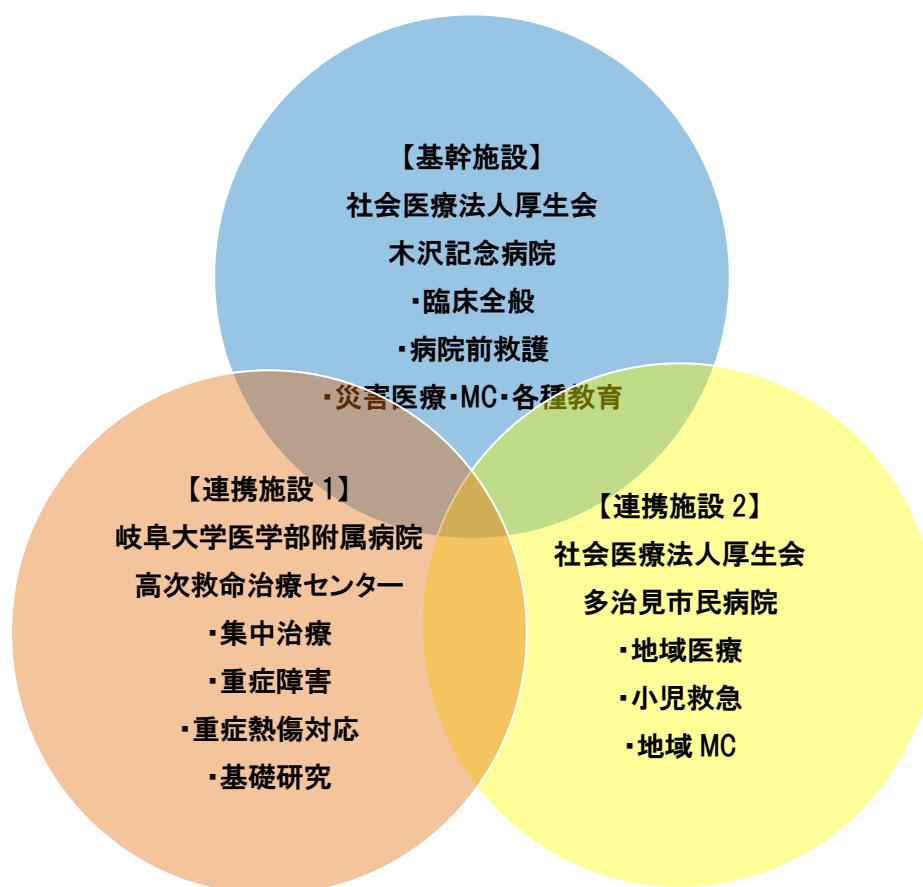 【基幹施設】
社会医療法人厚生会
木沢記念病院
・臨床全般
・病院前救護
・災害医療・MC・各種教育
【連携施設 1】
岐阜大学医学部附属病院
高次救命治療センター
・集中治療
・重症障害
・重症熱傷対応
・基礎研究
【連携施設 2】
社会医療法人厚生会
多治見市民病院
・地域医療
・小児救急
・地域 MC